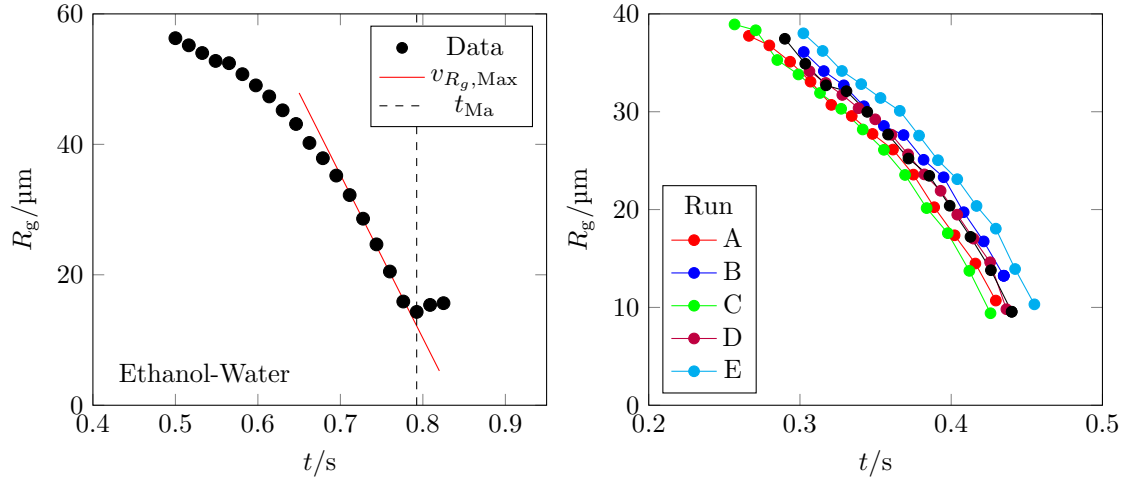 60
40
20
0
R_g/μm
0.4 0.5 0.6 0.7 0.8 0.9
t/s
Data
v_{R_g,Max}
t_Ma
Ethanol-Water
40
30
20
10
0
R_g/μm
0.2 0.3 0.4 0.5
t/s
Run
A
B
C
D
E